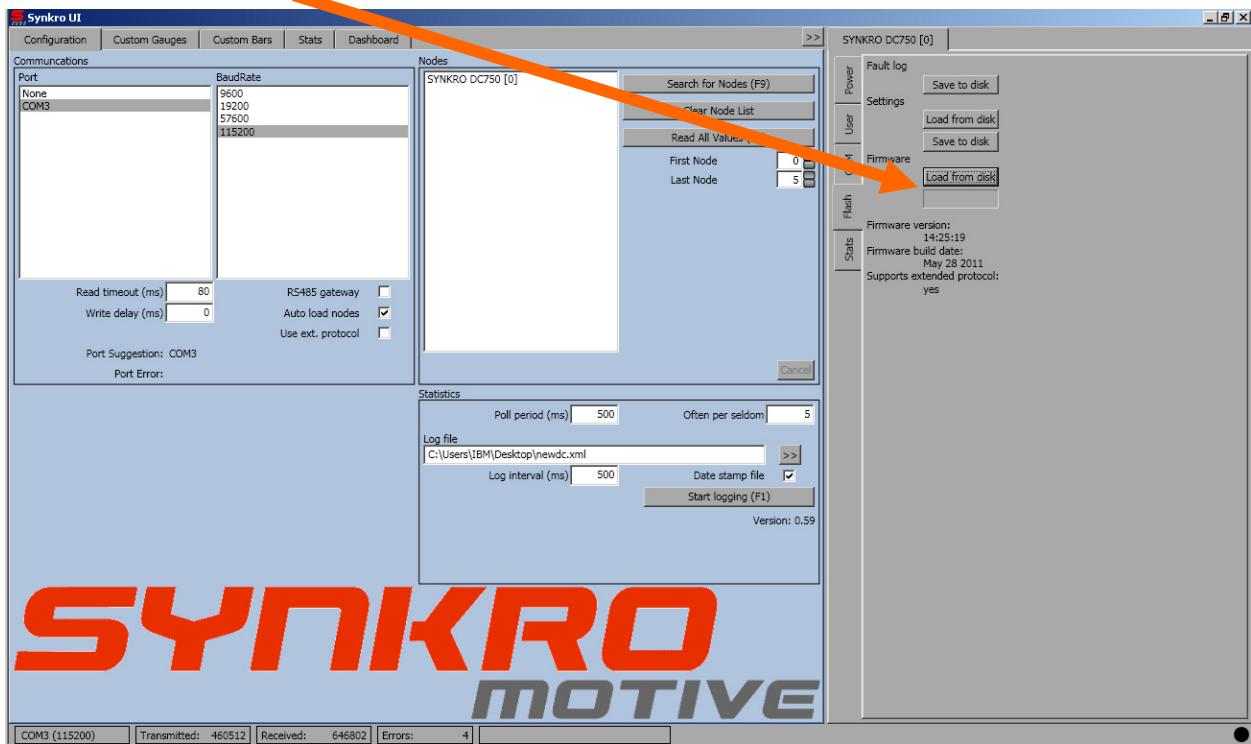 Synkro UI
Configuration Custom Gauges Custom Bars Stats Dashboard >>
Communcations
Port
None
COM3
BaudRate
9600
19200
57600
115200
Read timeout (ms) 80
RS485 gateway
Write delay (ms) 0
Auto load nodes
Use ext. protocol
Port Suggestion: COM3
Port Error:
Nodes
SYNKRO DC750 [0]
Search for Nodes (F9)
Clear Node List
Read All Values
First Node 0
Last Node 5
Cancel
Statistics
Poll period (ms) 500
Often per seldom 5
Log file
C:\Users\IBM\Desktop\newdc.xml >>
Log interval (ms) 500
Date stamp file
Start logging (F1)
Version: 0.59
SYNKRO
MOTIVE
SYNKRO DC750 [0]
Power
User
Flash
Stats
Fault log
Save to disk
Settings
Load from disk
Save to disk
Firmware
Load from disk
Firmware version:
14:25:19
Firmware build date:
May 28 2011
Supports extended protocol:
yes
COM3 (115200) Transmitted: 460512 Received: 646802 Errors: 4